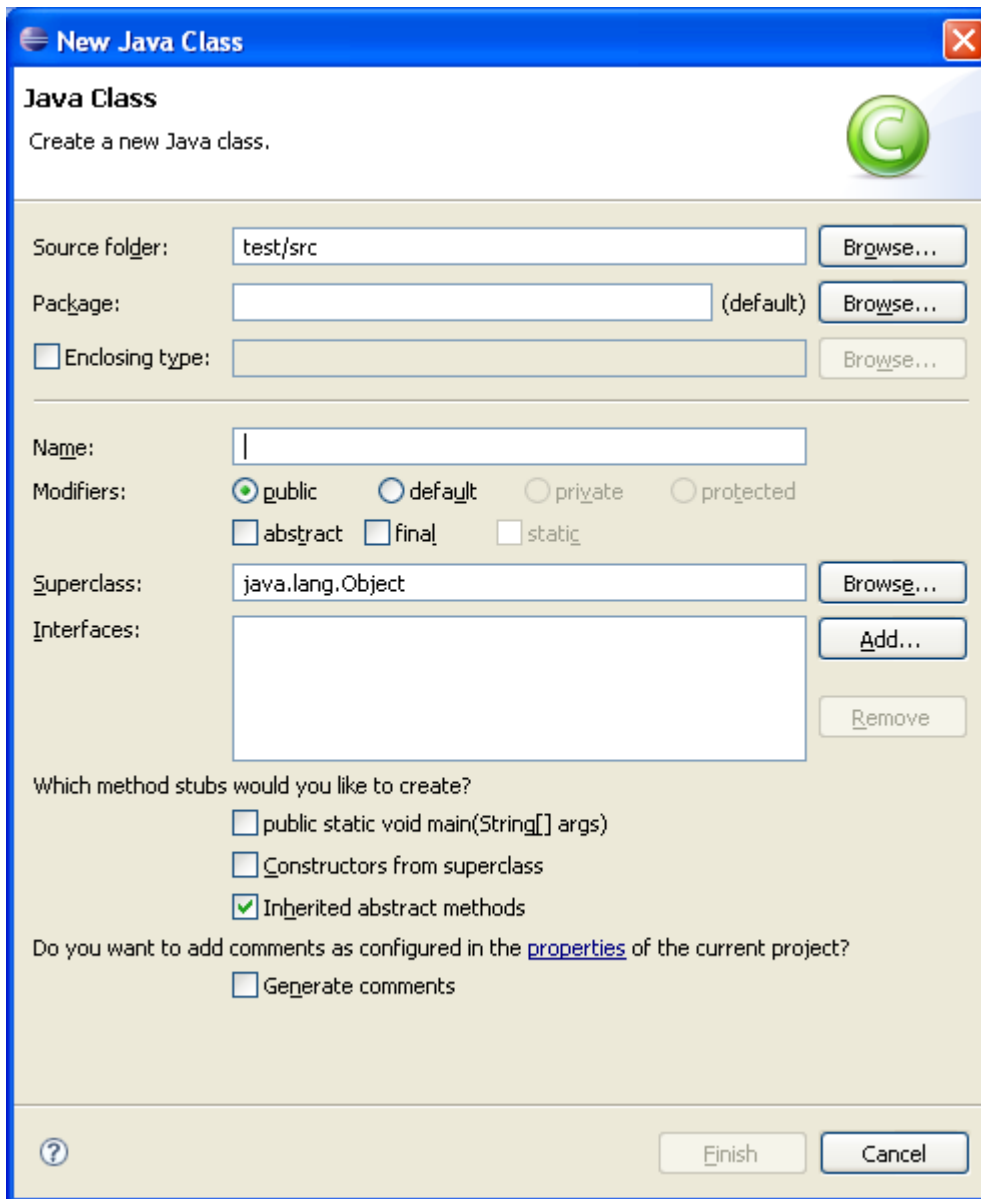 New Java Class
Java Class
Create a new Java class.
C
Source folder: test/src Browse...
Package: (default) Browse...
Enclosing type: Browse...
Name:
Modifiers: public default private protected
abstract final static
Superclass: java.lang.Object Browse...
Interfaces: Add...
Remove
Which method stubs would you like to create?
public static void main(String[] args)
Constructors from superclass
Inherited abstract methods
Do you want to add comments as configured in the properties of the current project?
Generate comments
? Finish Cancel